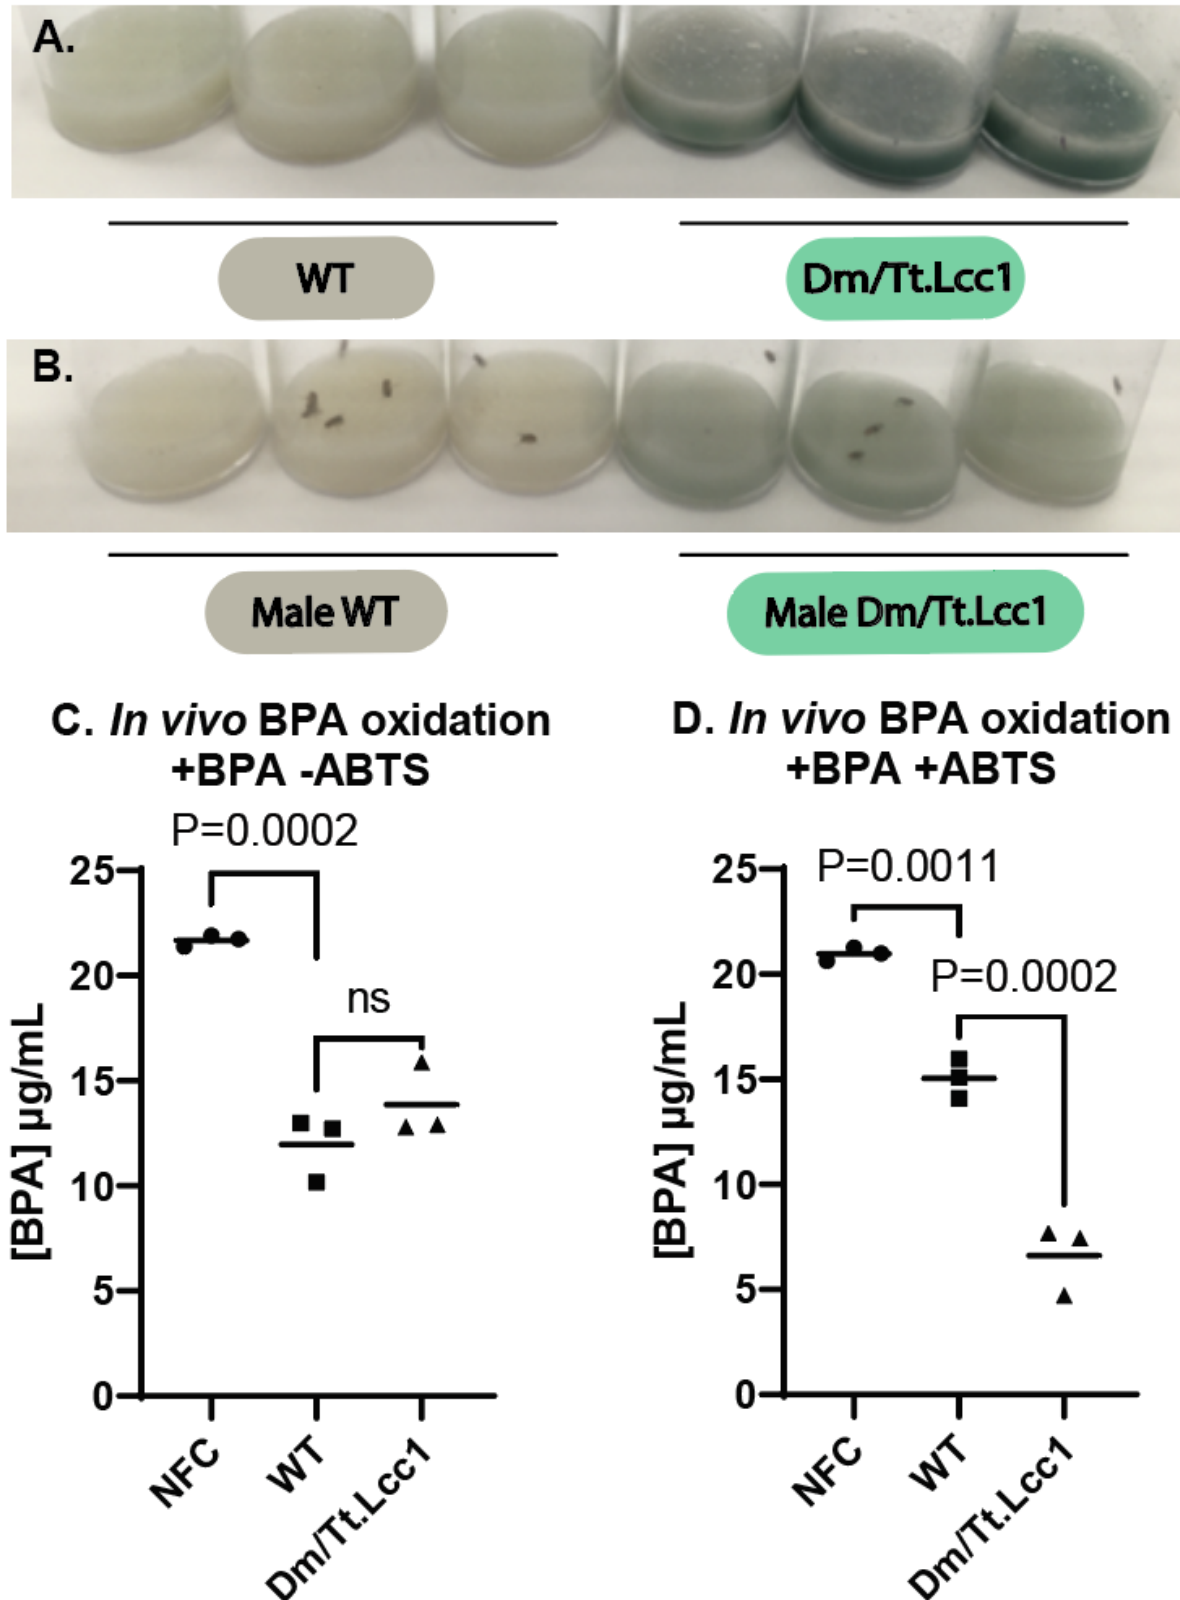 A.
WT
Dm/Tt.Lcc1
B.
Male WT
Male Dm/Tt.Lcc1
C. In vivo BPA oxidation
+BPA -ABTS
P=0.0002
25
20
15
10
5
0
[BPA] µg/mL
ns
NFC
WT
Dm/Tt.Lcc1
D. In vivo BPA oxidation
+BPA +ABTS
P=0.0011
P=0.0002
25
20
15
10
5
0
[BPA] µg/mL
NFC
WT
Dm/Tt.Lcc1